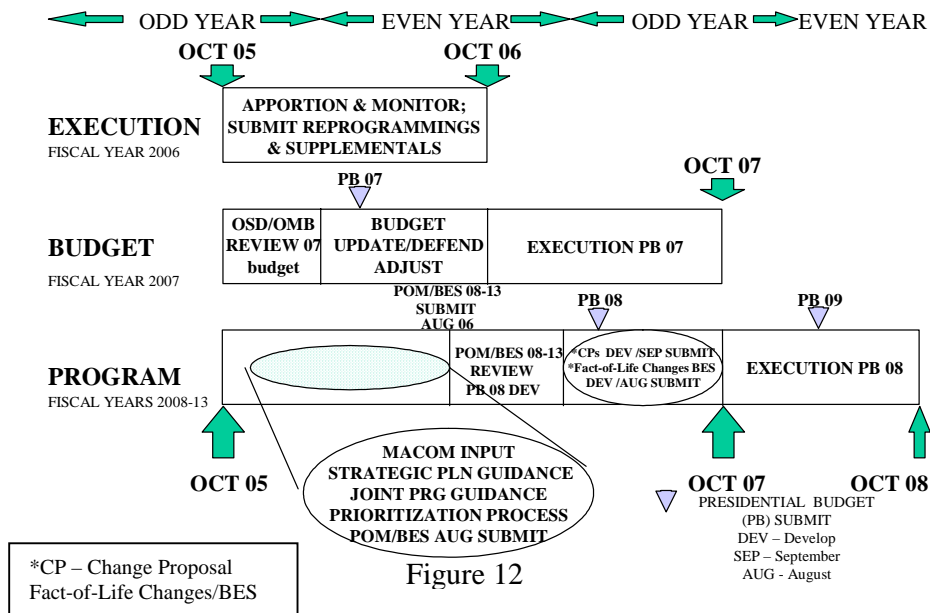 ODD YEAR EVEN YEAR ODD YEAR EVEN YEAR
OCT 05 OCT 06
EXECUTION
FISCAL YEAR 2006
APPORTION & MONITOR;
SUBMIT REPROGRAMMINGS
& SUPPLEMENTALS
OCT 07
PB 07
BUDGET
FISCAL YEAR 2007
OSD/OMB
REVIEW 07
budget
BUDGET
UPDATE/DEFEND
ADJUST
EXECUTION PB 07
POM/BES 08-13
SUBMIT
AUG 06
PB 08
PB 09
PROGRAM
FISCAL YEARS 2008-13
POM/BES 08-13
REVIEW
PB 08 DEV
*CPs DEV /SEP SUBMIT
*Fact-of-Life Changes BES
DEV /AUG SUBMIT
EXECUTION PB 08
OCT 05
MACOM INPUT
STRATEGIC PLN GUIDANCE
JOINT PRG GUIDANCE
PRIORITIZATION PROCESS
POM/BES AUG SUBMIT
OCT 07
OCT 08
PRESIDENTIAL BUDGET
(PB) SUBMIT
DEV – Develop
SEP – September
AUG - August
*CP – Change Proposal
Fact-of-Life Changes/BES
Figure 12